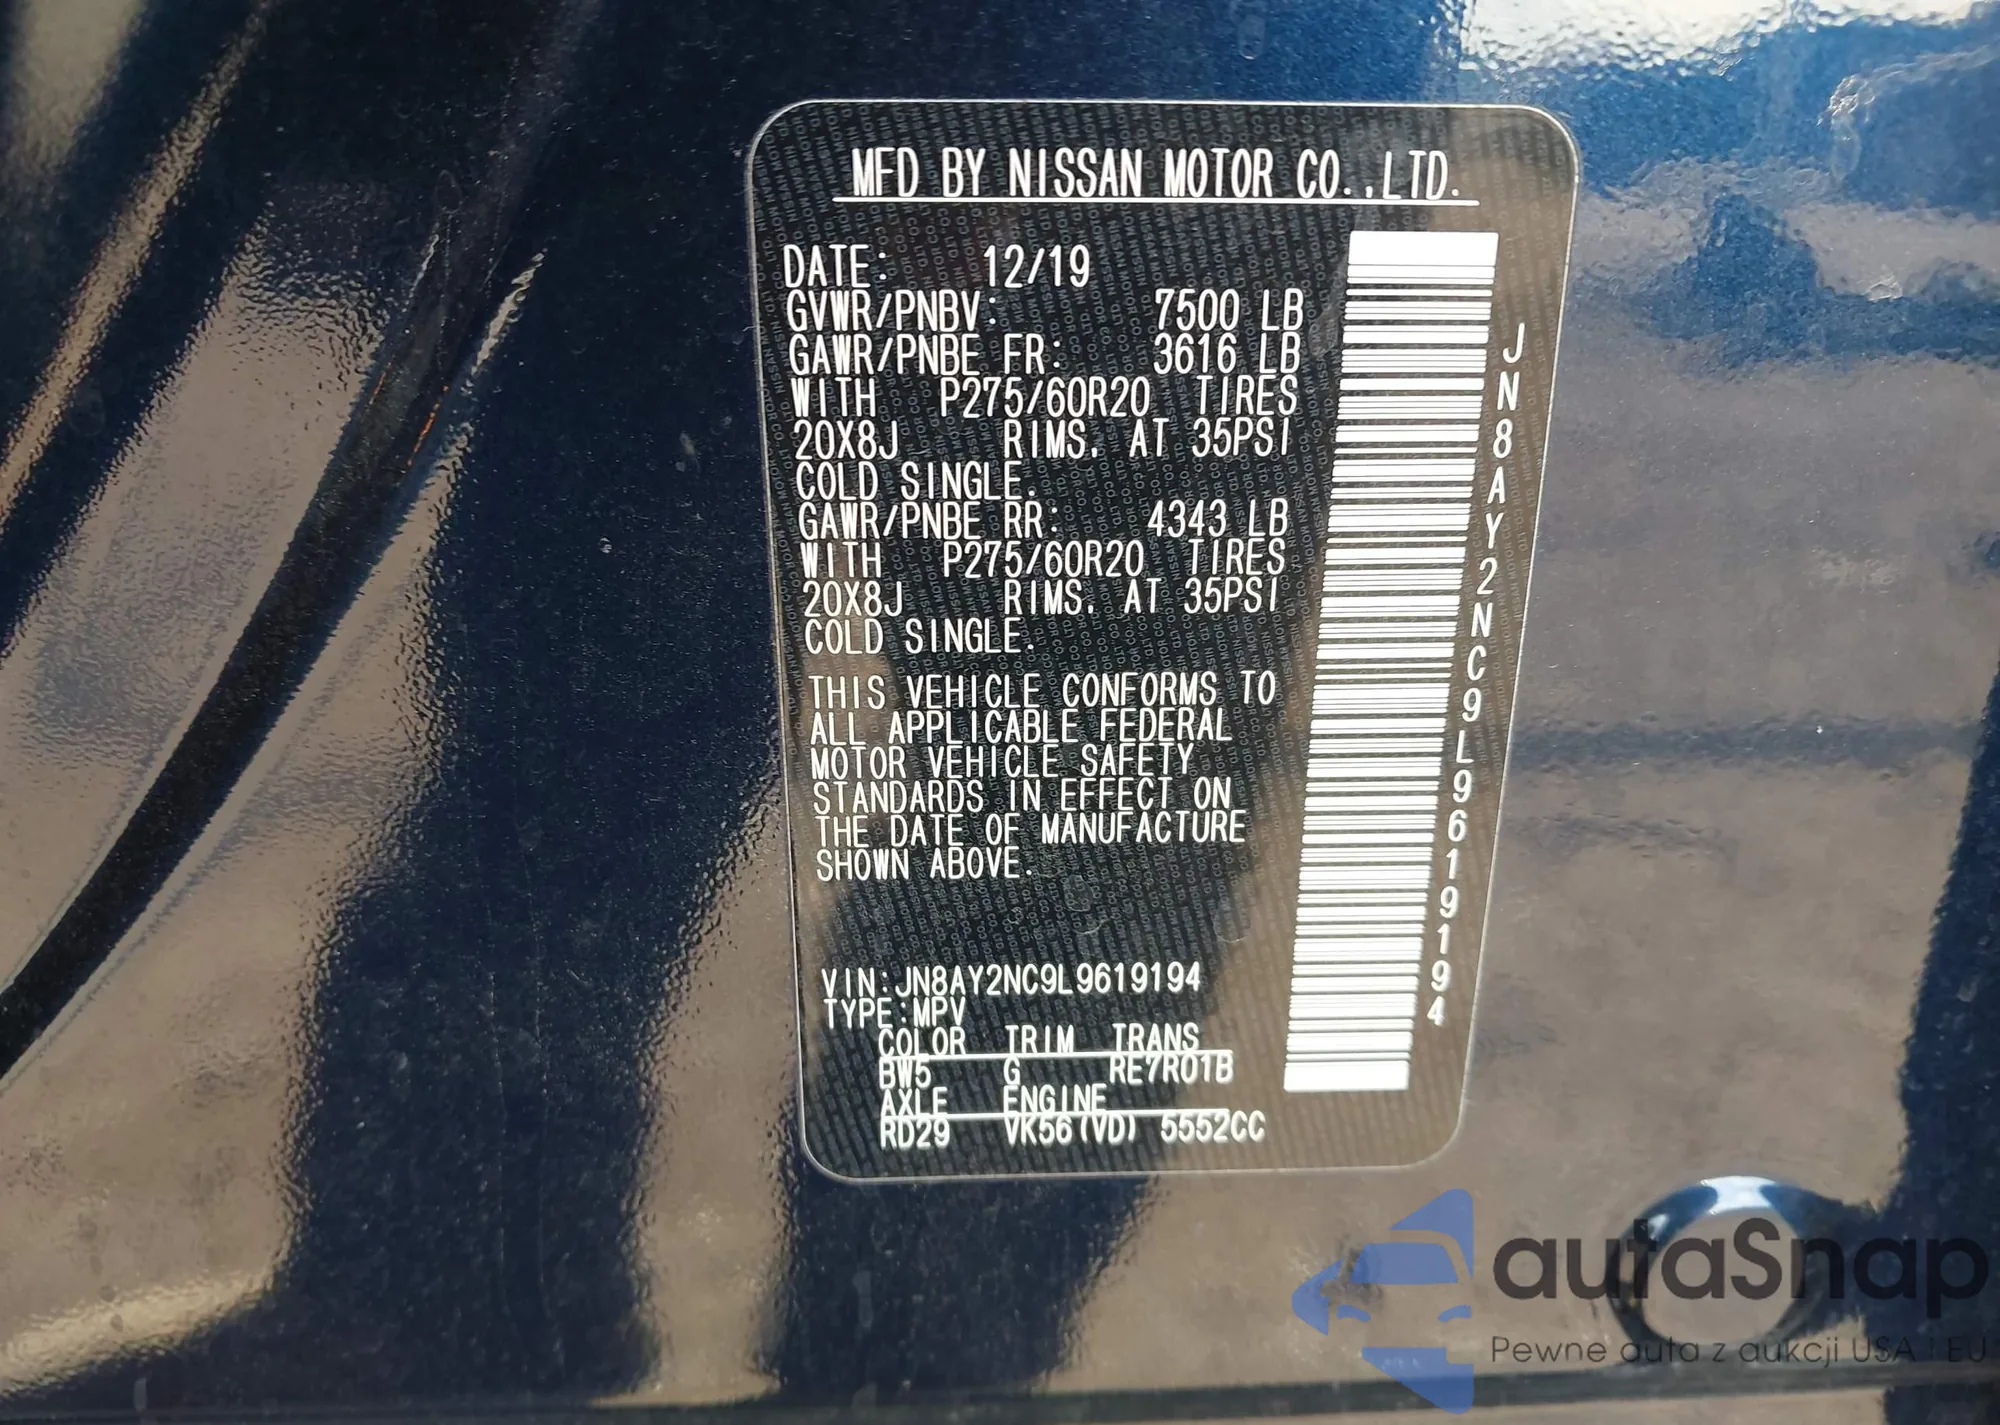 MFD BY NISSAN MOTOR CO.,LTD.
DATE: 12/19
GVWR/PNBV: 7500 LB
GAWR/PNBE FR: 3616 LB
WITH P275/60R20 TIRES
20X8J RIMS. AT 35PSI
COLD SINGLE.
GAWR/PNBE RR: 4343 LB
WITH P275/60R20 TIRES
20X8J RIMS. AT 35PSI
COLD SINGLE.
THIS VEHICLE CONFORMS TO
ALL APPLICABLE FEDERAL
MOTOR VEHICLE SAFETY
STANDARDS IN EFFECT ON
THE DATE OF MANUFACTURE
SHOWN ABOVE.
VIN:JN8AY2NC9L9619194
TYPE:MPV
COLOR TRIM TRANS
BW5 G RE7R01B
AXLE ENGINE
RD29 VK56(VD) 5552CC
JN8AY2NC9L9619194
autaSnap
Pewne auta z aukcji USA i EU